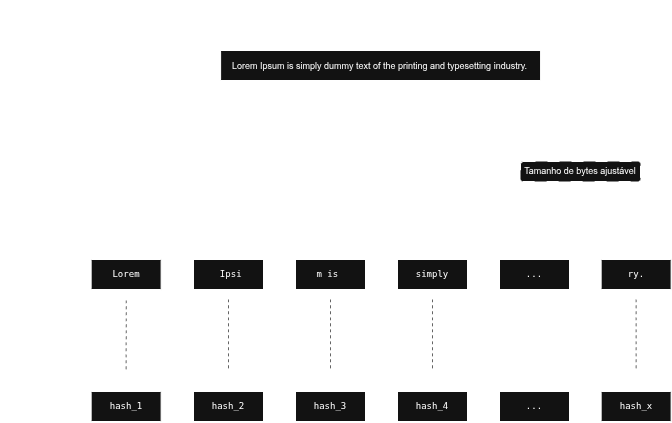 Lorem Ipsum is simply dummy text of the printing and typesetting industry.
Tamanho de bytes ajustável
Lorem Ipsi m is simply ... ry.
hash_1 hash_2 hash_3 hash_4 ... hash_x